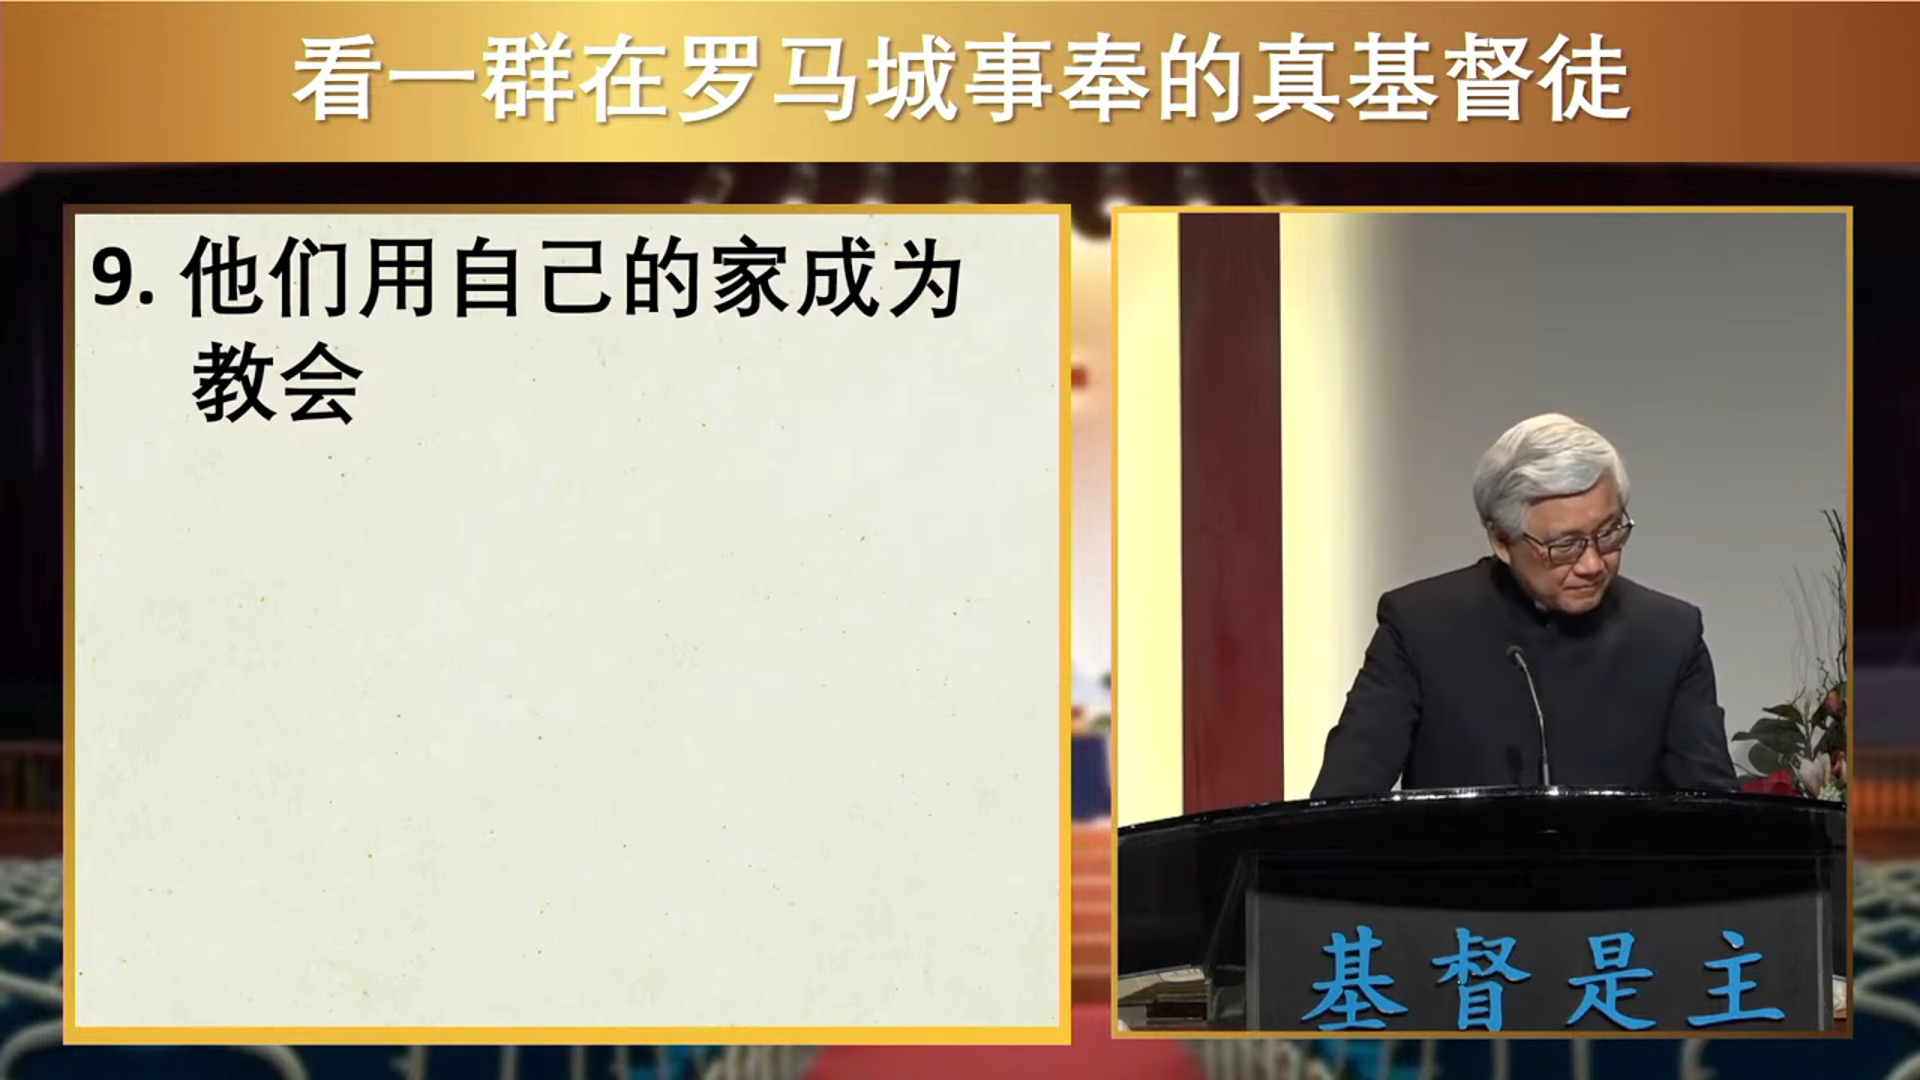 看一群在罗马城事奉的真基督徒
9. 他们用自己的家成为
教会
基督是主